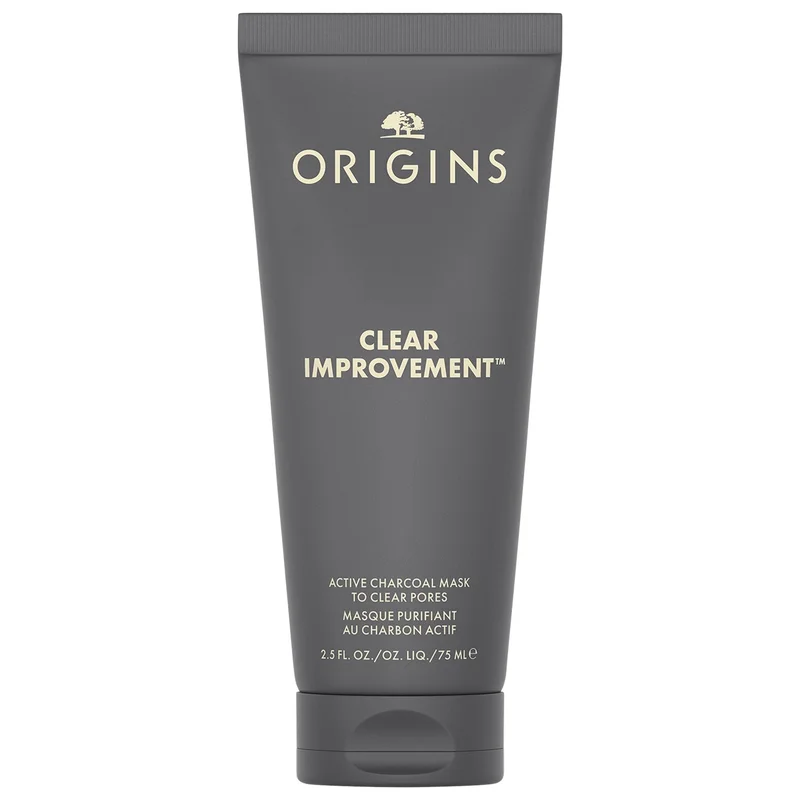 ORIGINS
CLEAR
IMPROVEMENT™
ACTIVE CHARCOAL MASK
TO CLEAR PORES
MASQUE PURIFIANT
AU CHARBON ACTIF
2.5 FL. OZ./OZ. LIQ./75 ML ℮